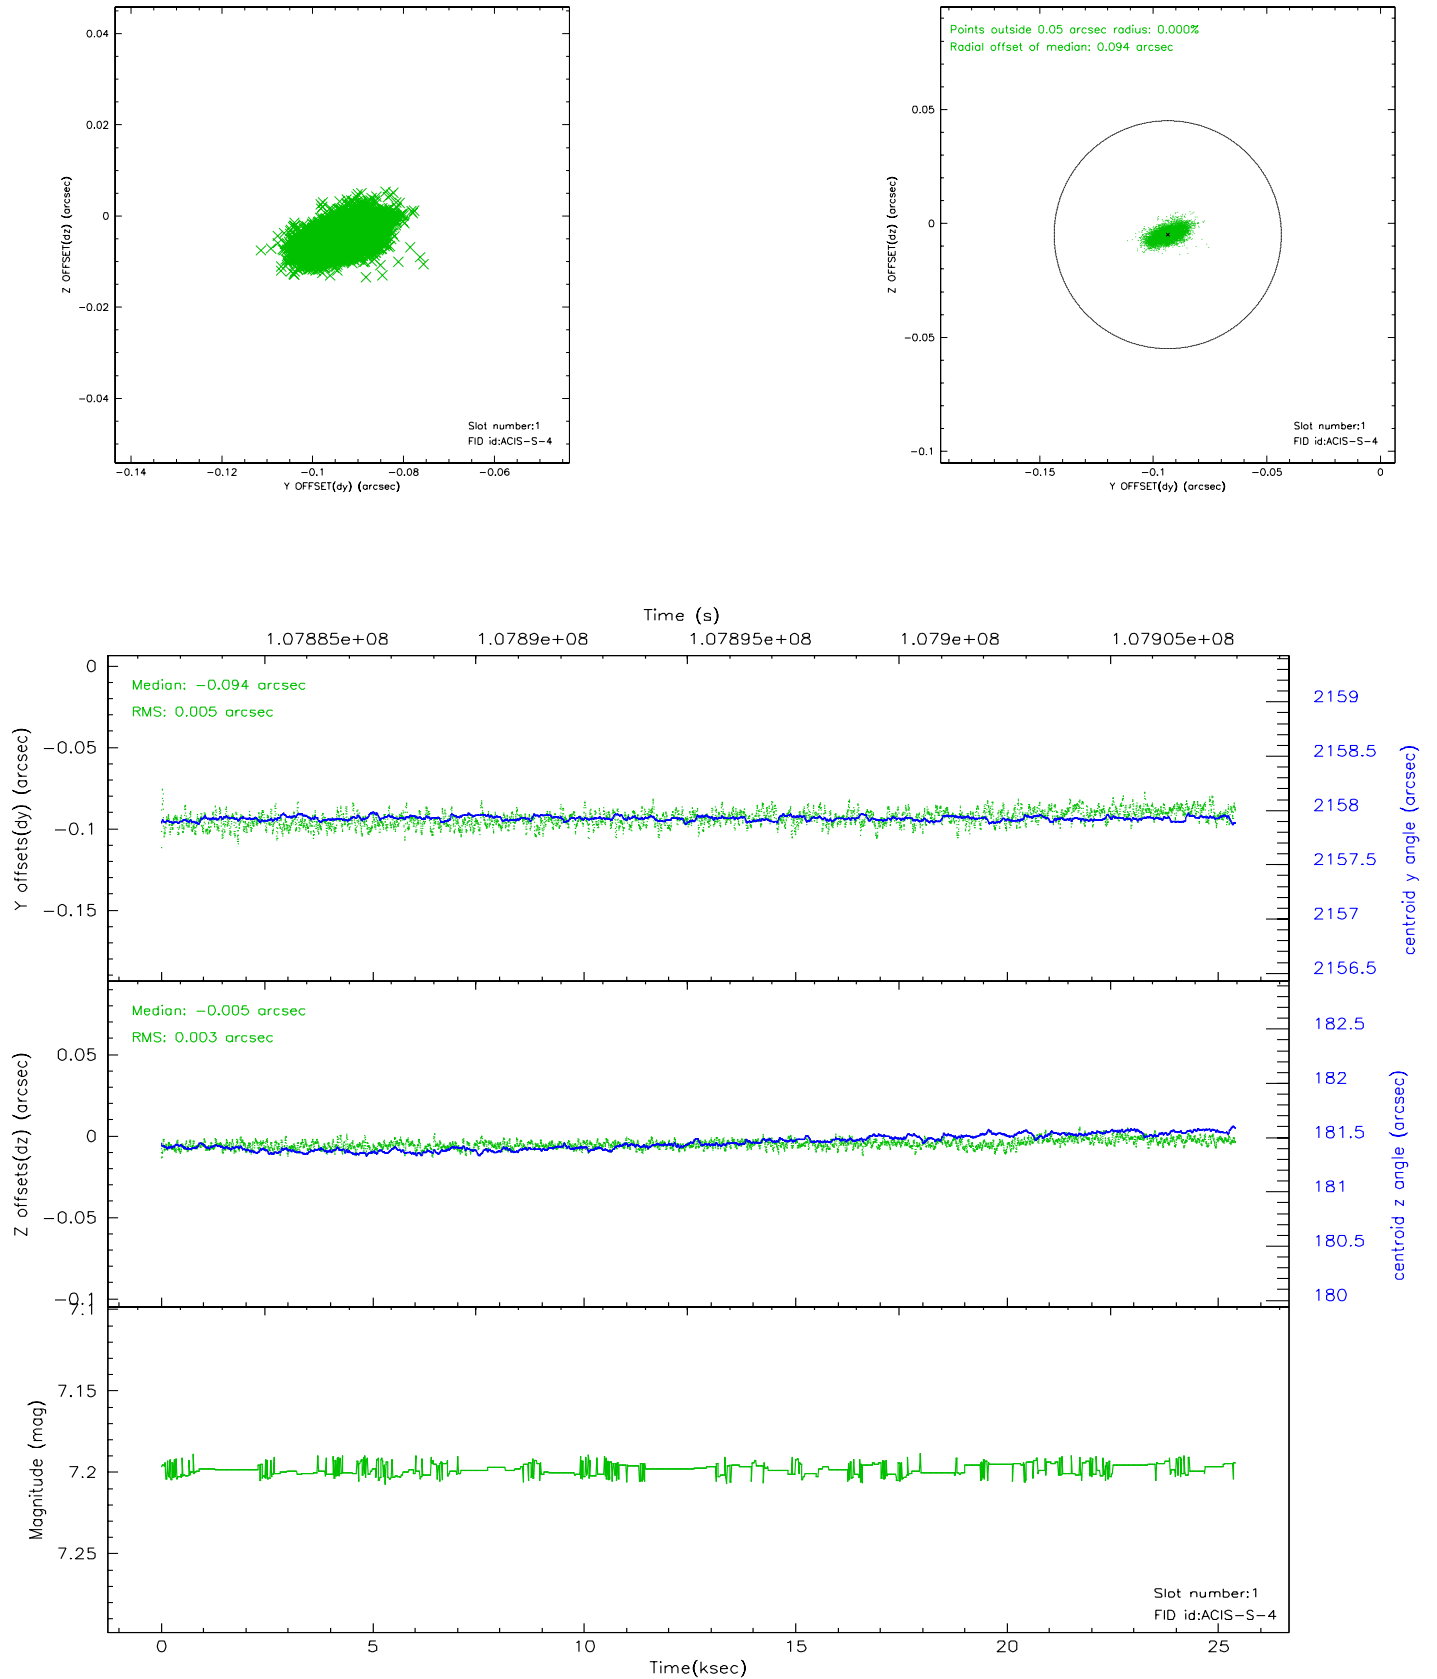 0.04
0.02
0
−0.02
−0.04
Z OFFSET(dz) (arcsec)
Slot number:1
FID id:ACIS−S−4
−0.14 −0.12 −0.1 −0.08 −0.06
Y OFFSET(dy) (arcsec)
Points outside 0.05 arcsec radius: 0.000%
Radial offset of median: 0.094 arcsec
0.05
0
−0.05
−0.1
Z OFFSET(dz) (arcsec)
Slot number:1
FID id:ACIS−S−4
−0.15 −0.1 −0.05 0
Y OFFSET(dy) (arcsec)
Time (s)
1.07885e+08 1.0789e+08 1.07895e+08 1.079e+08 1.07905e+08
Median: −0.094 arcsec
RMS: 0.005 arcsec
0
−0.05
−0.1
−0.15
Y offsets(dy) (arcsec)
2159
2158.5
2158
2157.5
2157
2156.5
centroid y angle (arcsec)
Median: −0.005 arcsec
RMS: 0.003 arcsec
0.05
0
−0.05
−0.1
Z offsets(dz) (arcsec)
182.5
182
181.5
181
180.5
180
centroid z angle (arcsec)
7.1
7.15
7.2
7.25
Magnitude (mag)
Slot number:1
FID id:ACIS−S−4
0 5 10 15 20 25
Time(ksec)